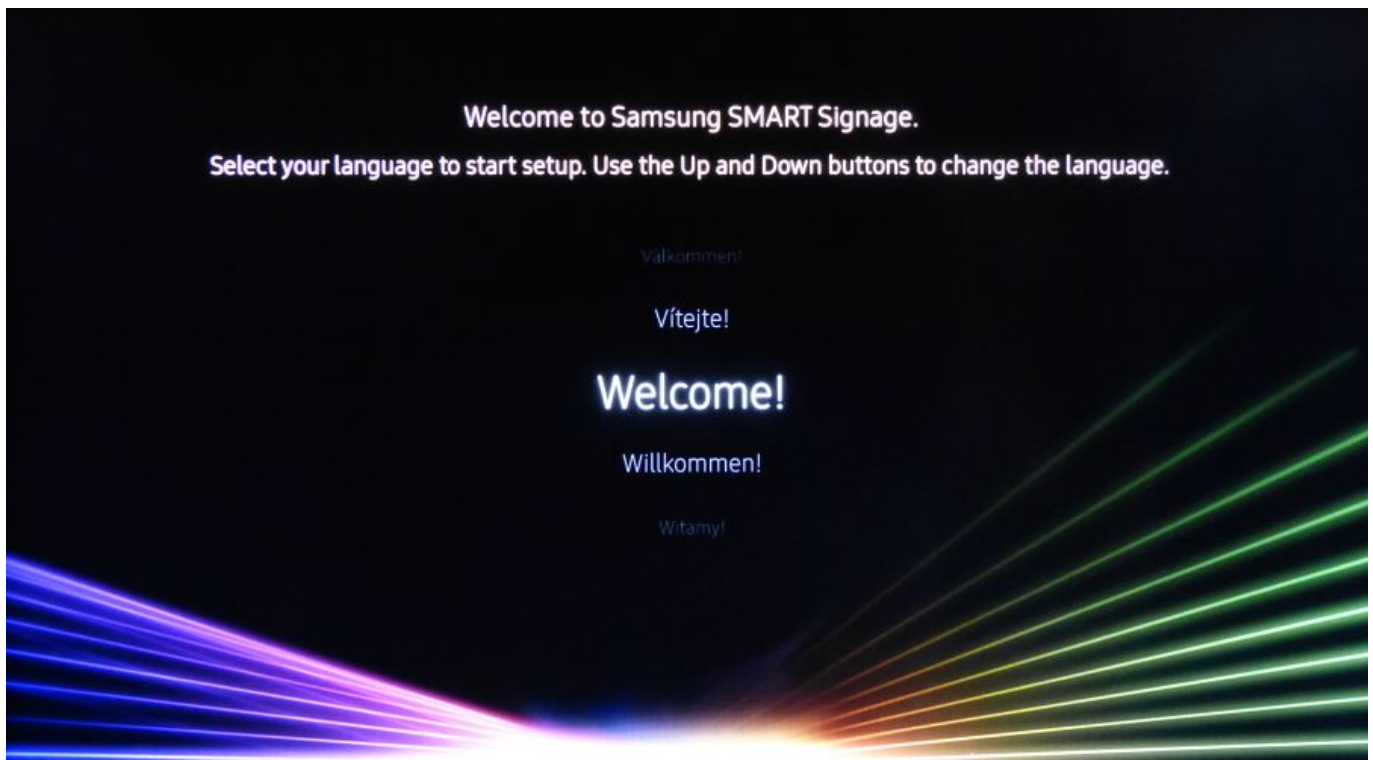 Welcome to Samsung SMART Signage.
Select your language to start setup. Use the Up and Down buttons to change the language.
Välkommen!
Vítejte!
Welcome!
Willkommen!
Witamy!